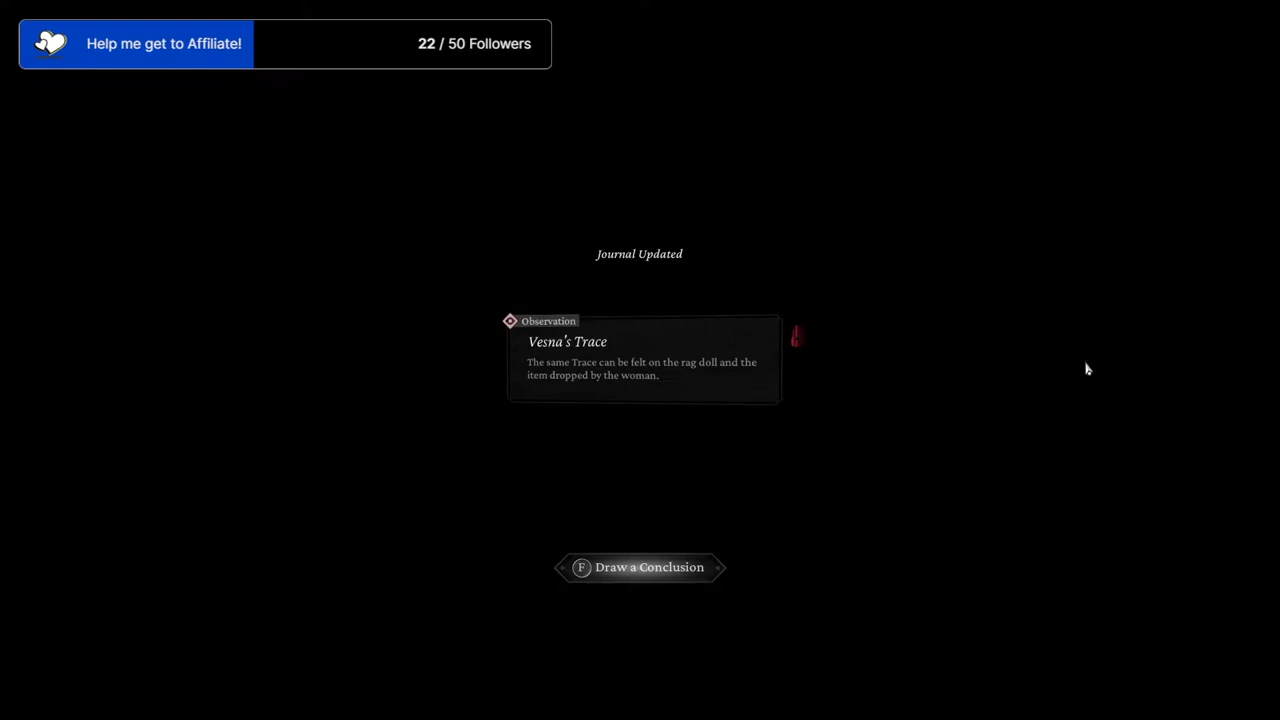 Help me get to Affiliate! 22 / 50 Followers
Journal Updated
Observation
Vesna's Trace
The same Trace can be felt on the rag doll and the
item dropped by the woman.
F Draw a Conclusion